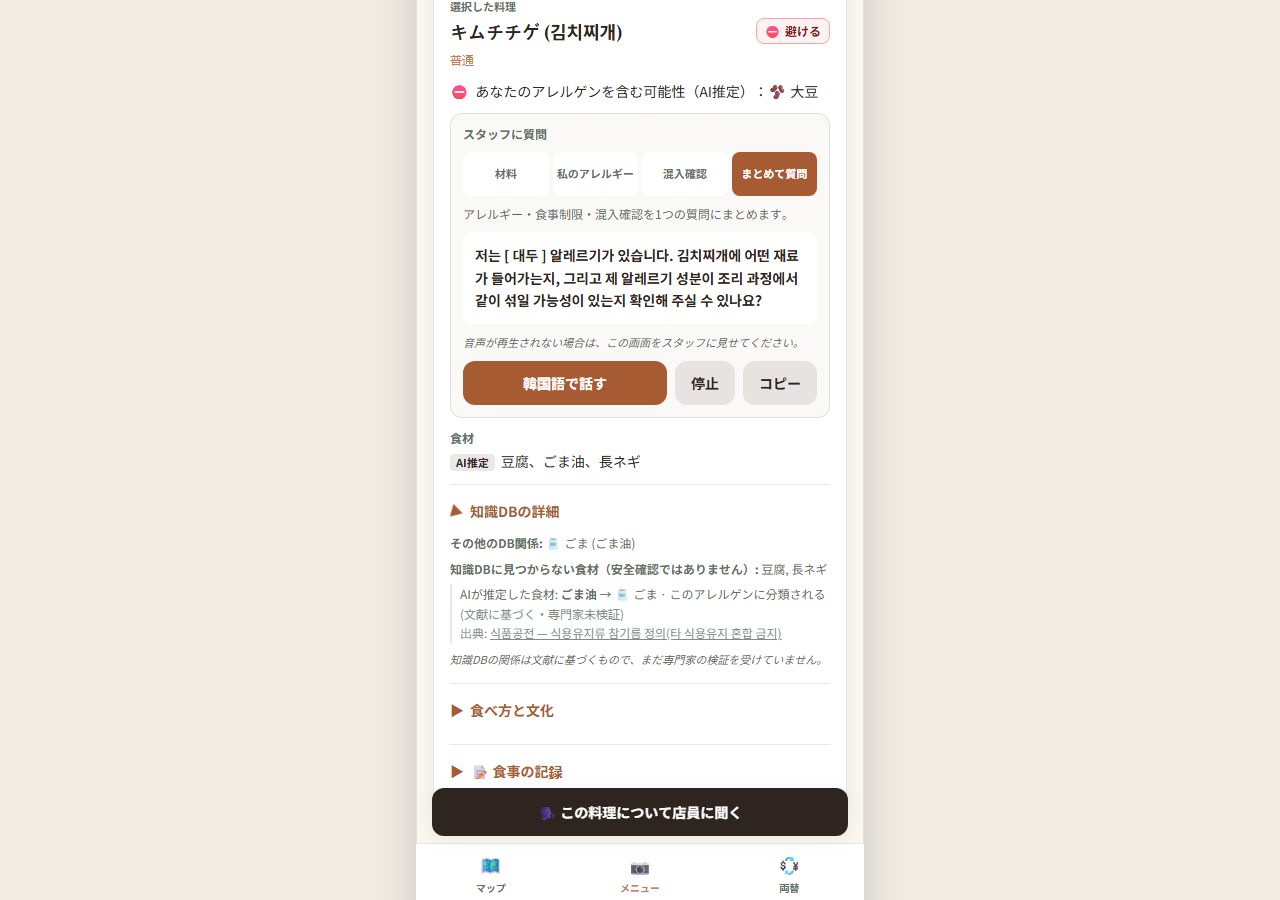 選択した料理
キムチチゲ (김치찌개)
避ける
普通
あなたのアレルゲンを含む可能性（AI推定）： 大豆
スタッフに質問
材料
私のアレルギー
混入確認
まとめて質問
アレルギー・食事制限・混入確認を1つの質問にまとめます。
저는 [ 대두 ] 알레르기가 있습니다. 김치찌개에 어떤 재료
가 들어가는지, 그리고 제 알레르기 성분이 조리 과정에서
같이 섞일 가능성이 있는지 확인해 주실 수 있나요?
音声が再生されない場合は、この画面をスタッフに見せてください。
韓国語で話す
停止
コピー
食材
AI推定 豆腐、ごま油、長ネギ
知識DBの詳細
その他のDB関係: ごま (ごま油)
知識DBに見つからない食材（安全確認ではありません）: 豆腐, 長ネギ
AIが推定した食材: ごま油 → ごま · このアレルゲンに分類される
(文献に基づく・専門家未検証)
出典: 식품공전 — 식용유지류 참기름 정의(타 식용유지 혼합 금지)
知識DBの関係は文献に基づくもので、まだ専門家の検証を受けていません。
食べ方と文化
食事の記録
この料理について店員に聞く
マップ
メニュー
両替